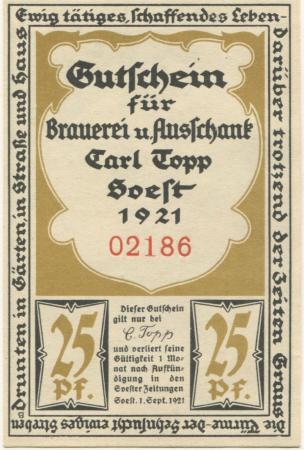 Ewig tätiges, schaffendes Leben-
Darüber trotzend der Zeiten Graus
Die Türme - der Sehnsucht ewiges Streben
Drunten in Gärten, in Straße und Haus
Gutschein
für
Brauerei u. Ausschank
Carl Topp
Soest
1921
02186
25
Pf.
Dieser Gutschein
gilt nur bei
C. Topp
und verliert seine
Gültigkeit 1 Mo-
nat nach Aufkün-
digung in den
Soester Zeitungen
Soest. 1. Sept. 1921
25
Pf.